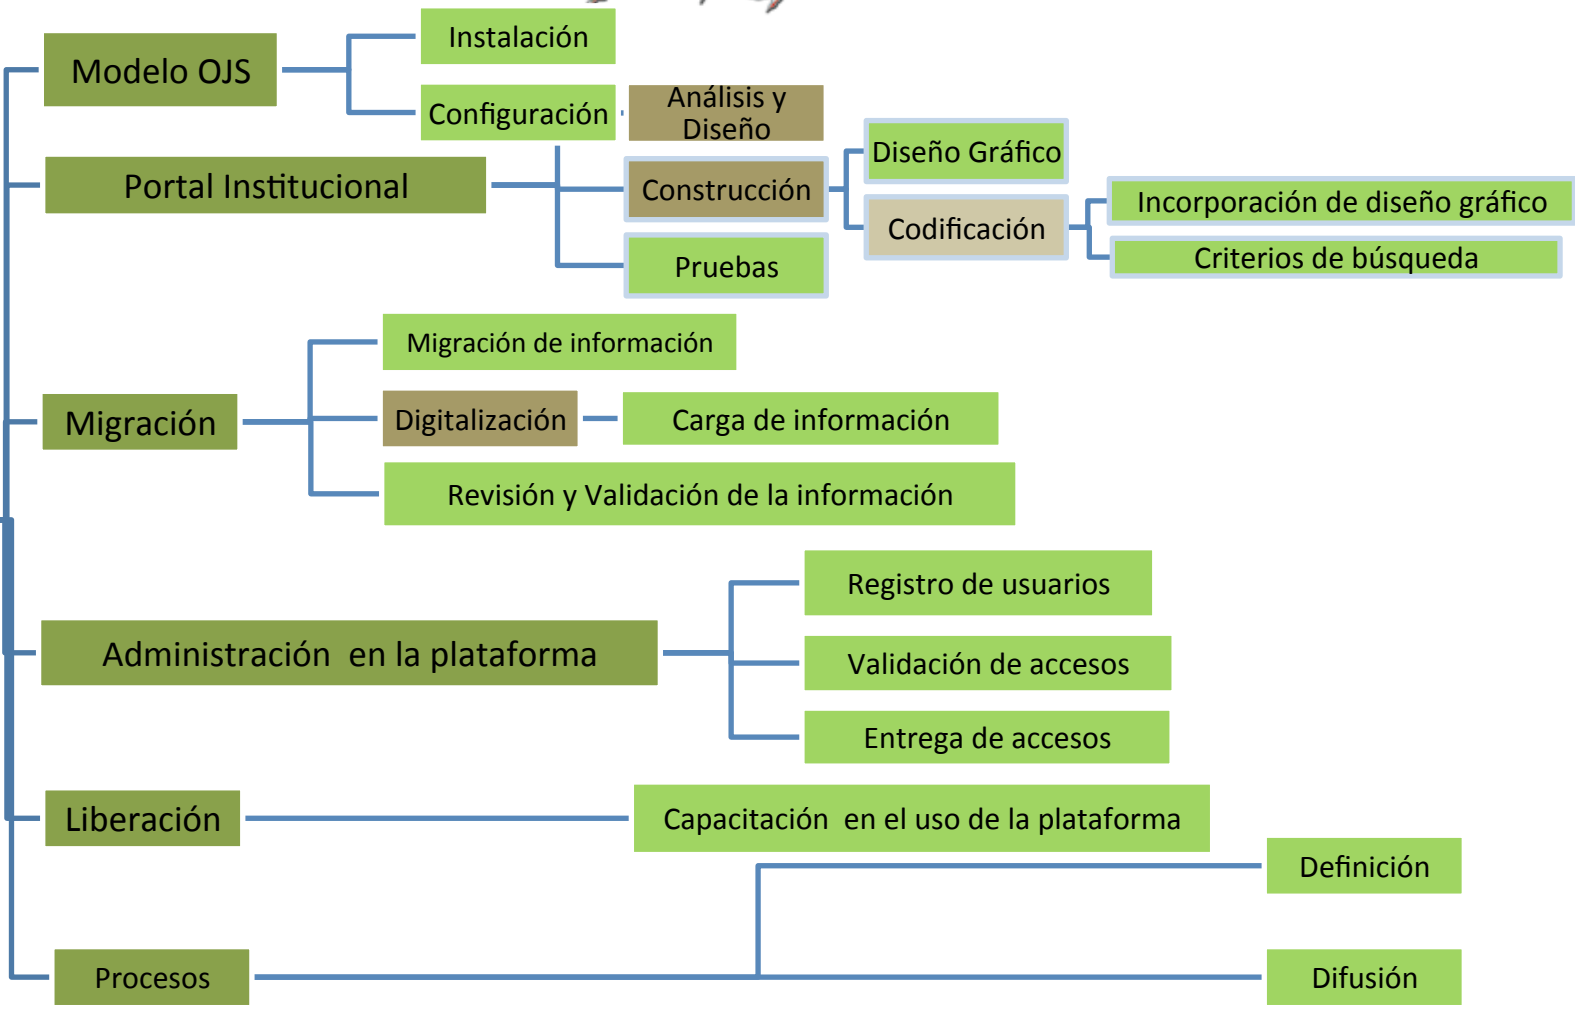 Modelo OJS
Instalación
Configuración
Análisis y
Diseño
Portal Institucional
Construcción
Diseño Gráfico
Codificación
Incorporación de diseño gráfico
Criterios de búsqueda
Pruebas
Migración
Migración de información
Digitalización
Carga de información
Revisión y Validación de la información
Administración  en la plataforma
Registro de usuarios
Validación de accesos
Entrega de accesos
Liberación
Capacitación  en el uso de la plataforma
Procesos
Definición
Difusión